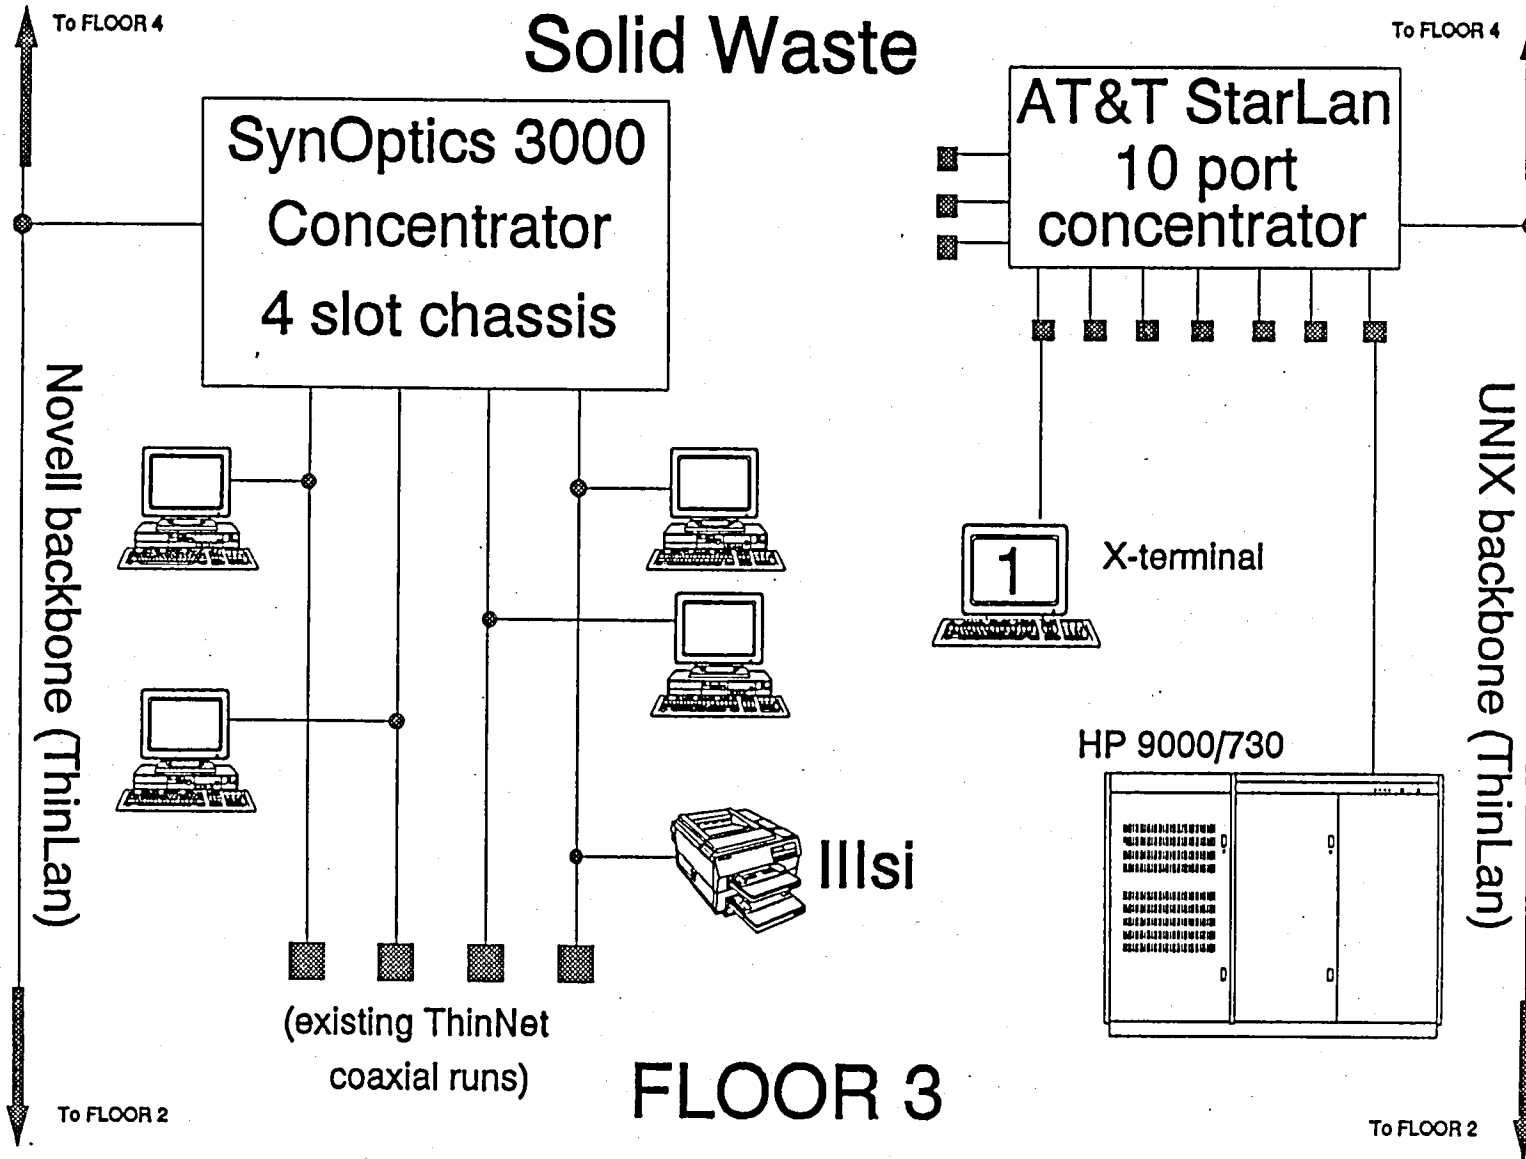 To FLOOR 4
Solid Waste
To FLOOR 4
SynOptics 3000
Concentrator
4 slot chassis
AT&T StarLan
10 port
concentrator
Novell backbone (ThinLan)
UNIX backbone (ThinLan)
1
X-terminal
HP 9000/730
IIIsi
(existing ThinNet
coaxial runs)
FLOOR 3
To FLOOR 2
To FLOOR 2